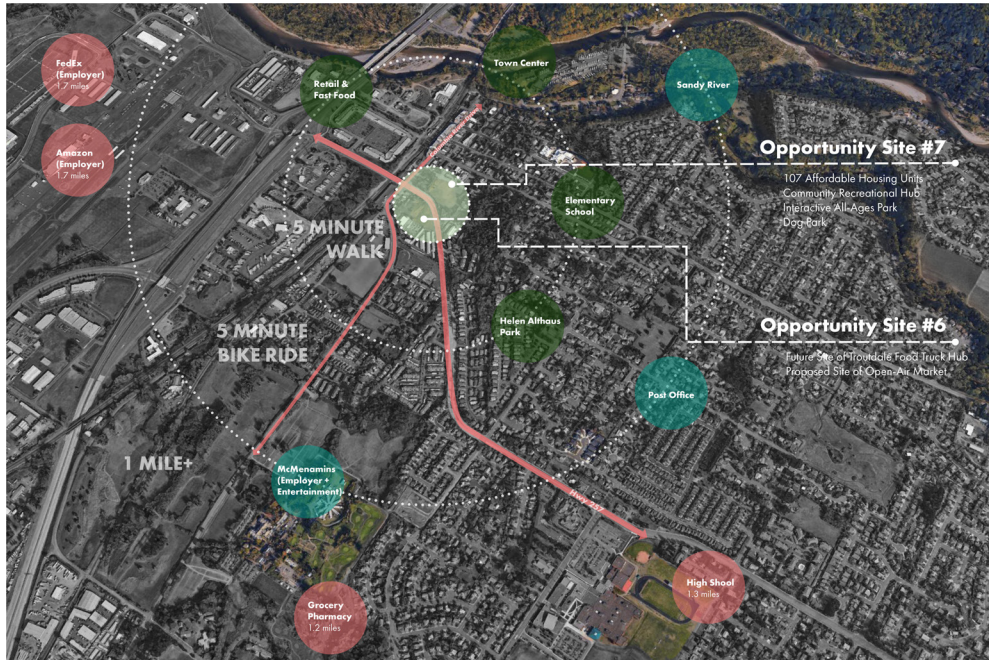 FedEx
(Employer)
1.7 miles
Retail &
Fast Food
Town Center
Sandy River
Amazon
(Employer)
1.7 miles
Columbia River Hwy
Opportunity Site #7
107 Affordable Housing Units
Community Recreational Hub
Interactive All-Ages Park
Dog Park
Elementary
School
5 MINUTE
WALK
Helen Althaus
Park
5 MINUTE
BIKE RIDE
Opportunity Site #6
Future Site of Troutdale Food Truck Hub
Proposed Site of Open-Air Market
Post Office
1 MILE+
McMenamins
(Employer +
Entertainment)
Hwy 257
High Shool
1.3 miles
Grocery
Pharmacy
1.2 miles